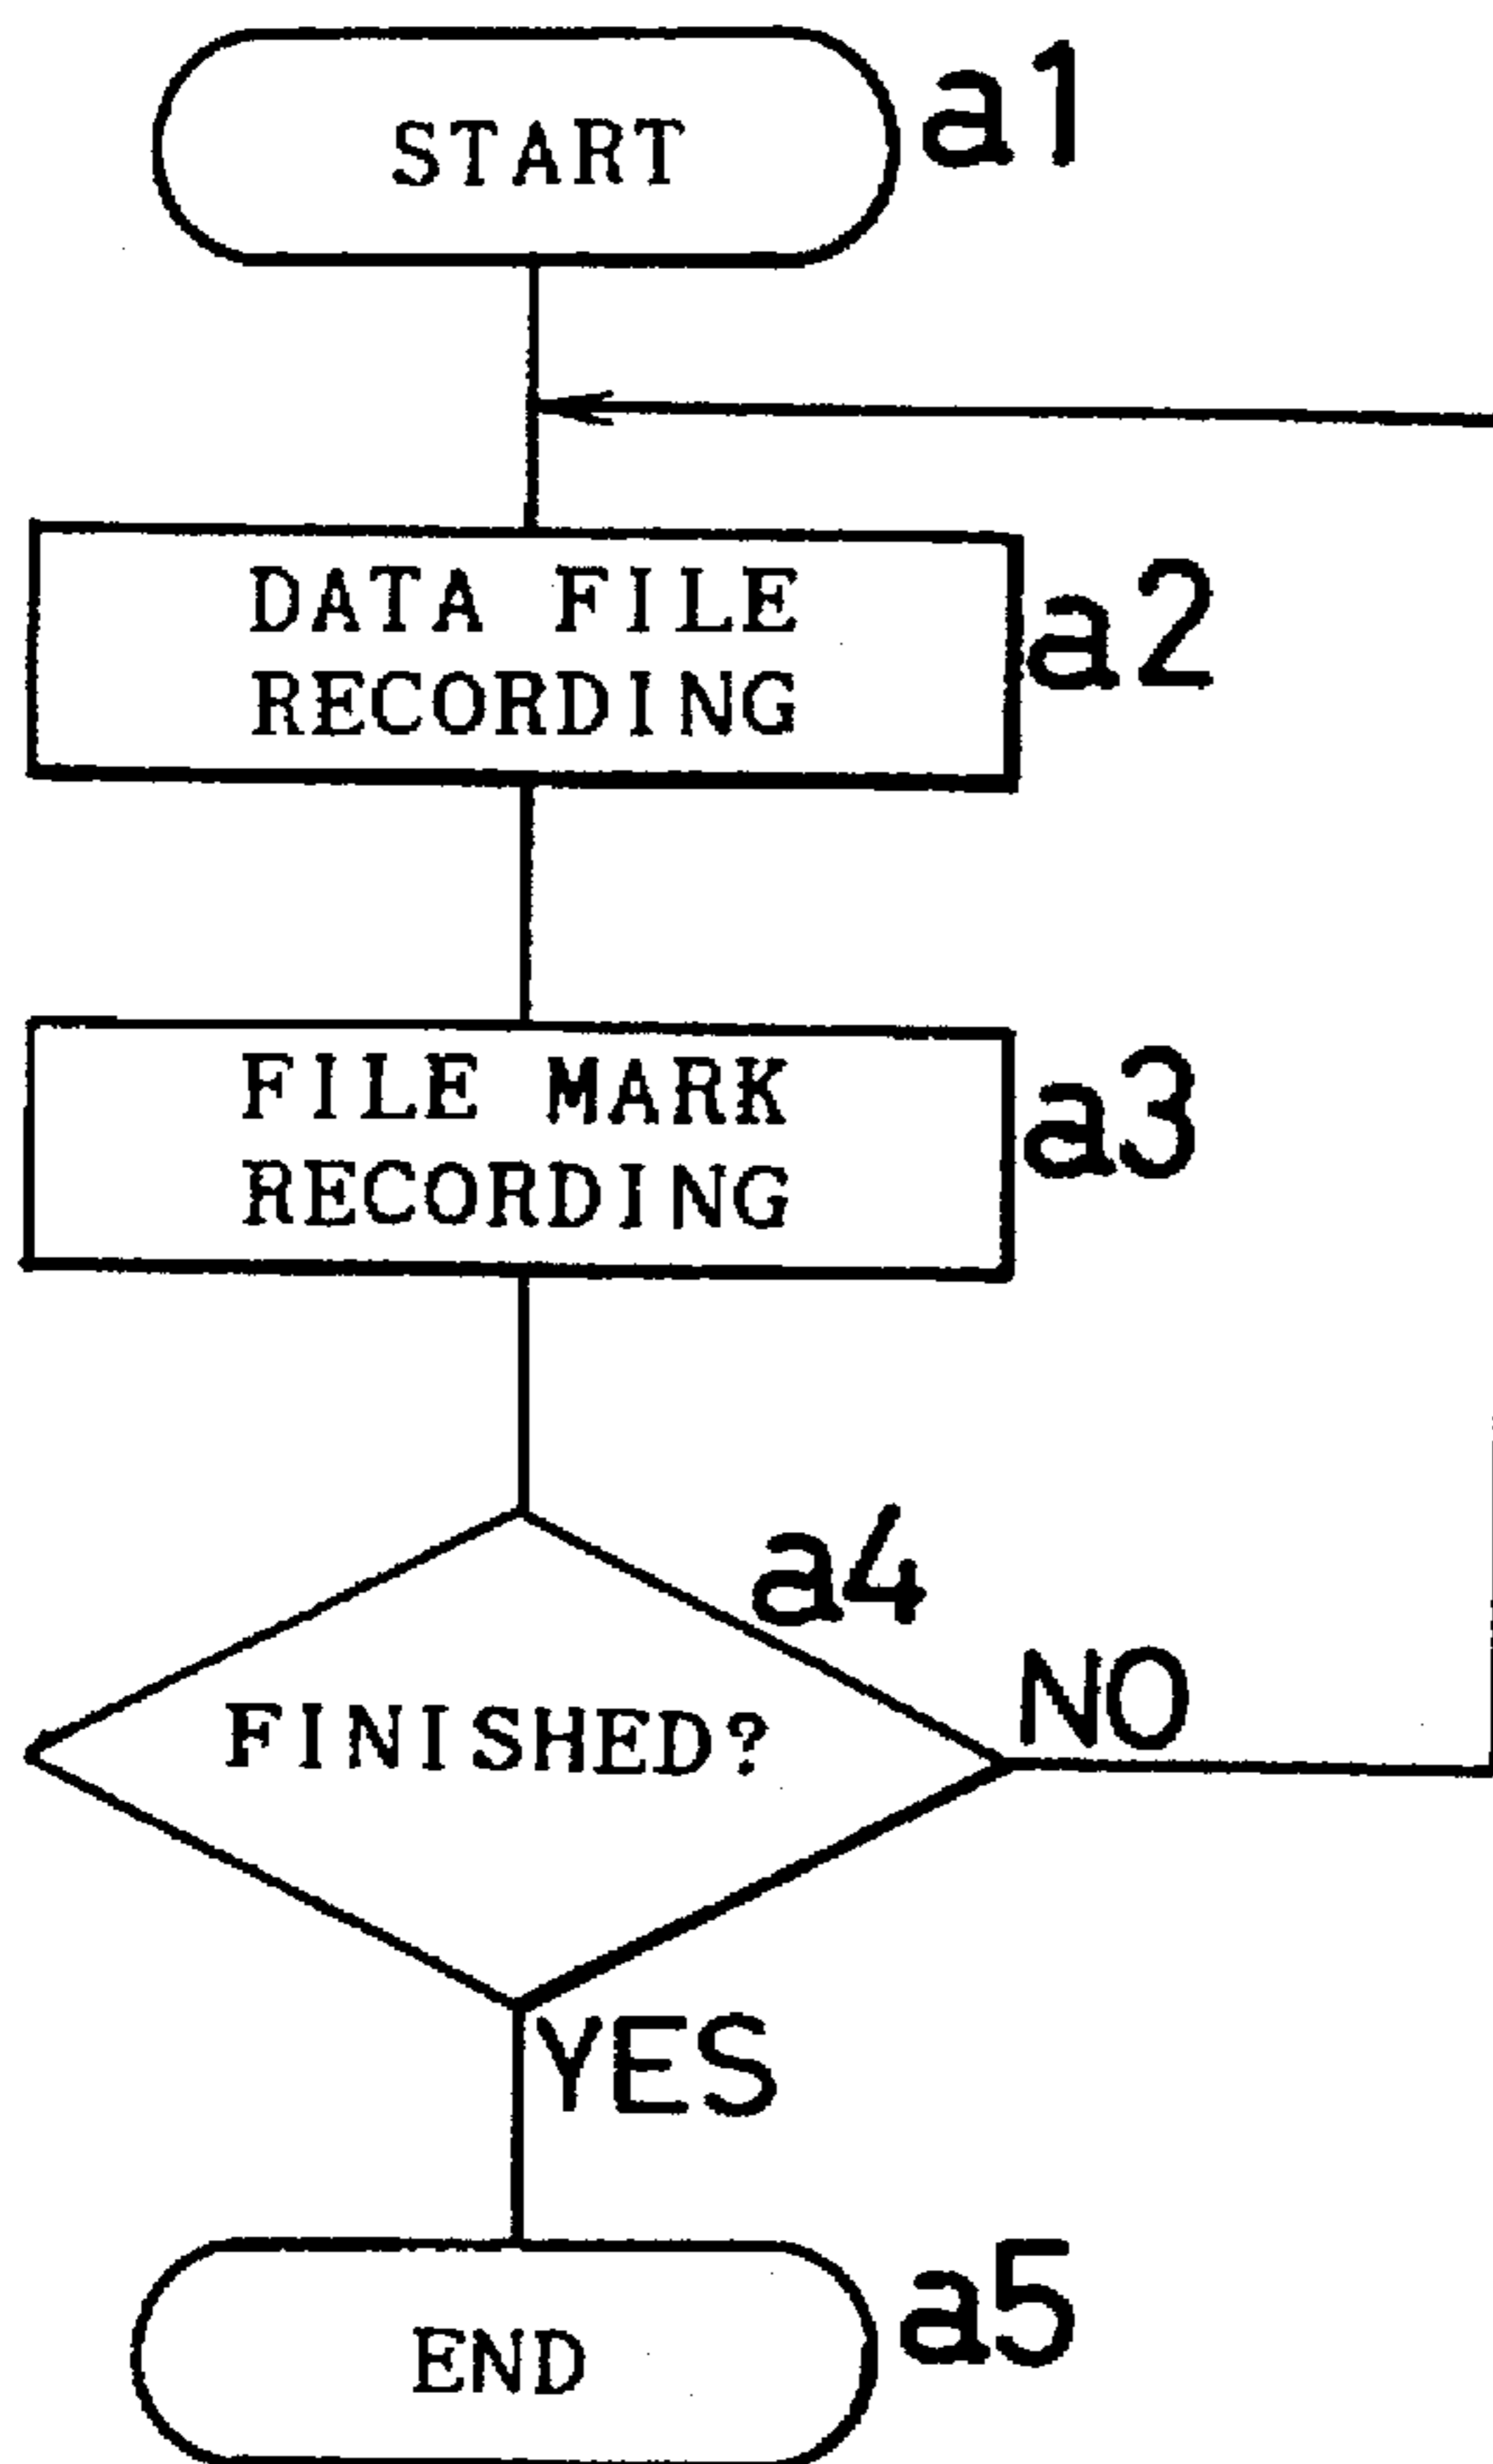 START
a1
DATA FILE
RECORDING
a2
FILE MARK
RECORDING
a3
a4
FINISHED?
NO
YES
END
a5